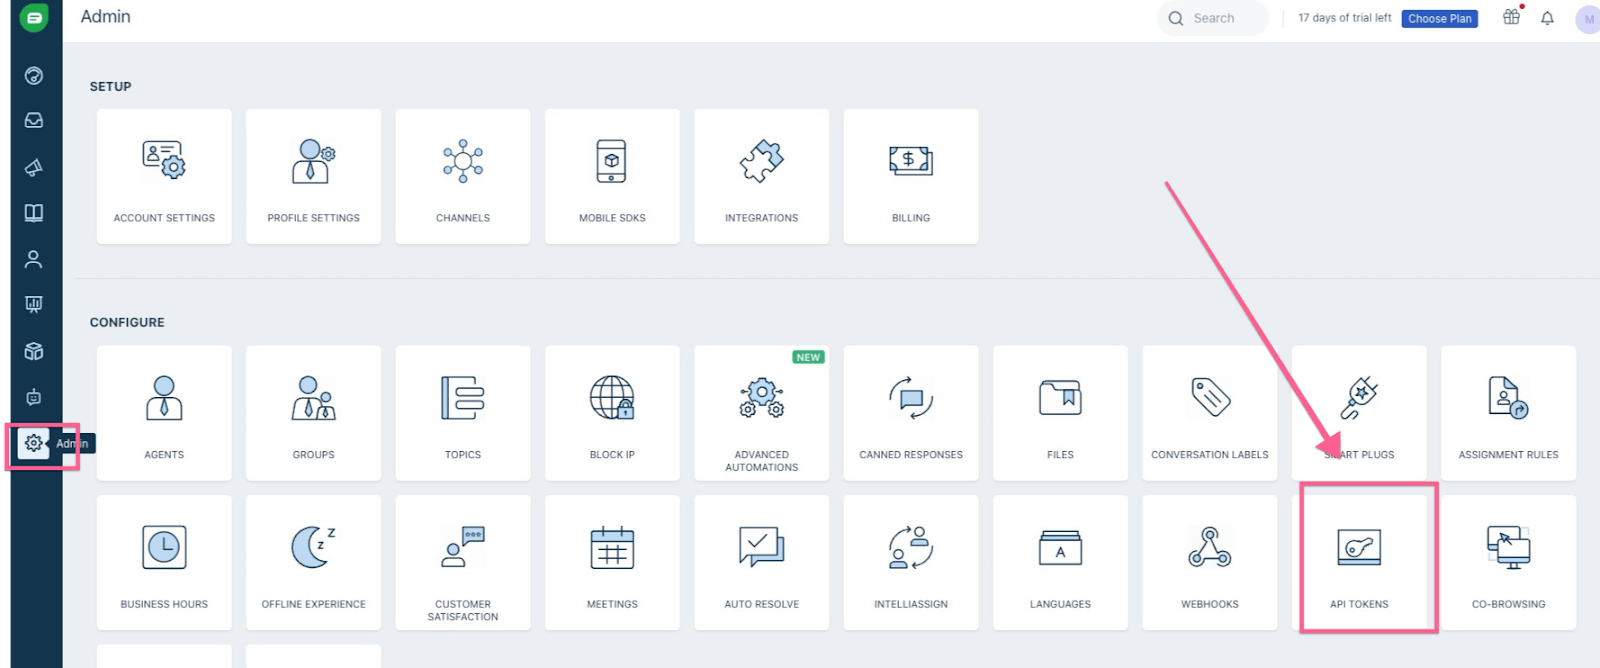 Admin
Search
17 days of trial left
Choose Plan
M
SETUP
ACCOUNT SETTINGS
PROFILE SETTINGS
CHANNELS
MOBILE SDKS
INTEGRATIONS
BILLING
CONFIGURE
AGENTS
GROUPS
TOPICS
BLOCK IP
NEW
ADVANCED
AUTOMATIONS
CANNED RESPONSES
FILES
CONVERSATION LABELS
SMART PLUGS
ASSIGNMENT RULES
Admin
BUSINESS HOURS
OFFLINE EXPERIENCE
CUSTOMER
SATISFACTION
MEETINGS
AUTO RESOLVE
INTELLIASSIGN
A
LANGUAGES
WEBHOOKS
API TOKENS
CO-BROWSING